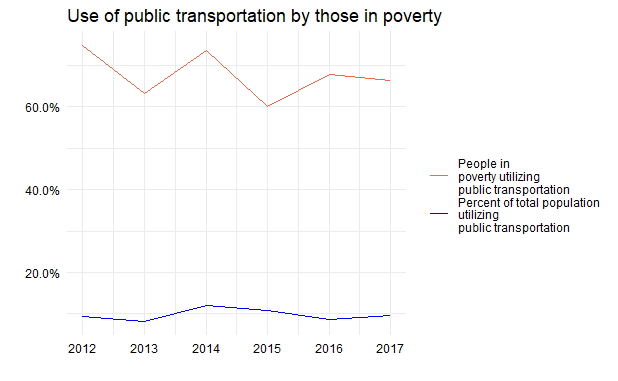 Use of public transportation by those in poverty
60.0%
40.0%
20.0%
2012 2013 2014 2015 2016 2017
People in
poverty utilizing
public transportation
Percent of total population
utilizing
public transportation